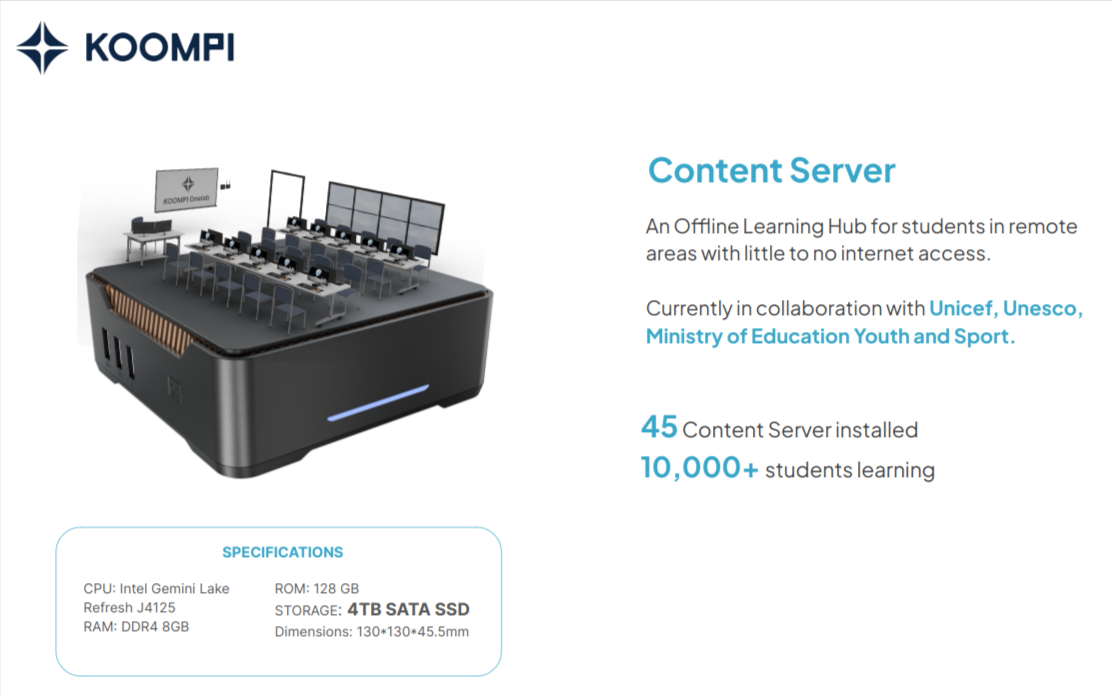 KOOMPI
KOOMPI Onelab
Content Server
An Offline Learning Hub for students in remote
areas with little to no internet access.
Currently in collaboration with Unicef, Unesco,
Ministry of Education Youth and Sport.
45 Content Server installed
10,000+ students learning
SPECIFICATIONS
CPU: Intel Gemini Lake
Refresh J4125
RAM: DDR4 8GB
ROM: 128 GB
STORAGE: 4TB SATA SSD
Dimensions: 130*130*45.5mm